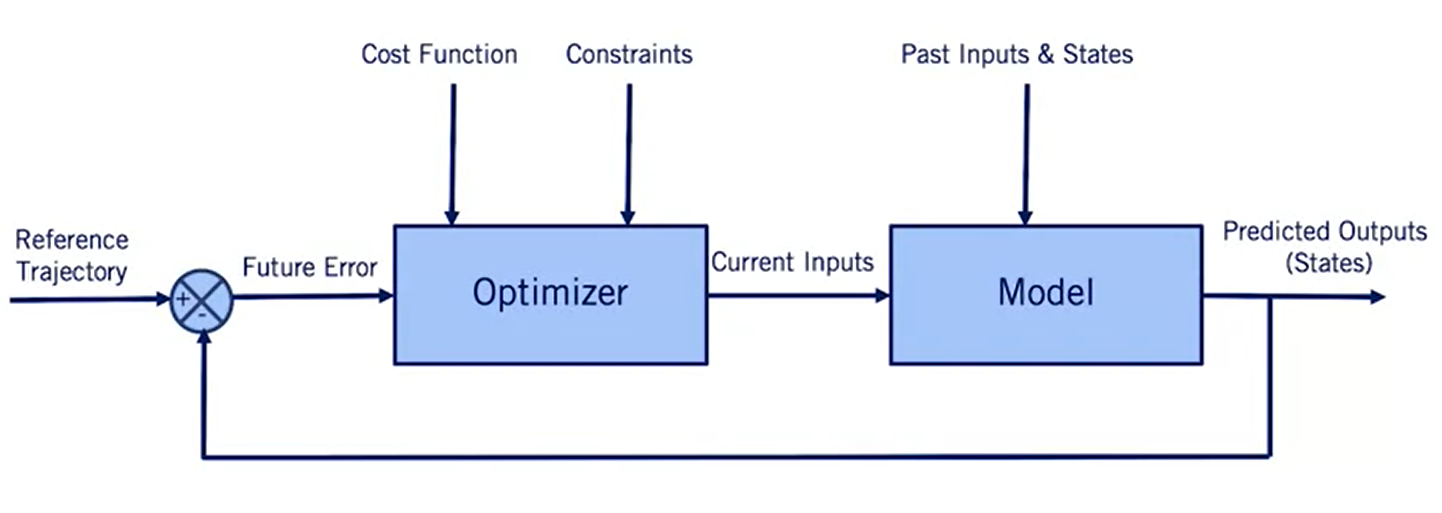 Cost Function
Constraints
Past Inputs & States
Reference
Trajectory
+
-
Future Error
Optimizer
Current Inputs
Model
Predicted Outputs
(States)